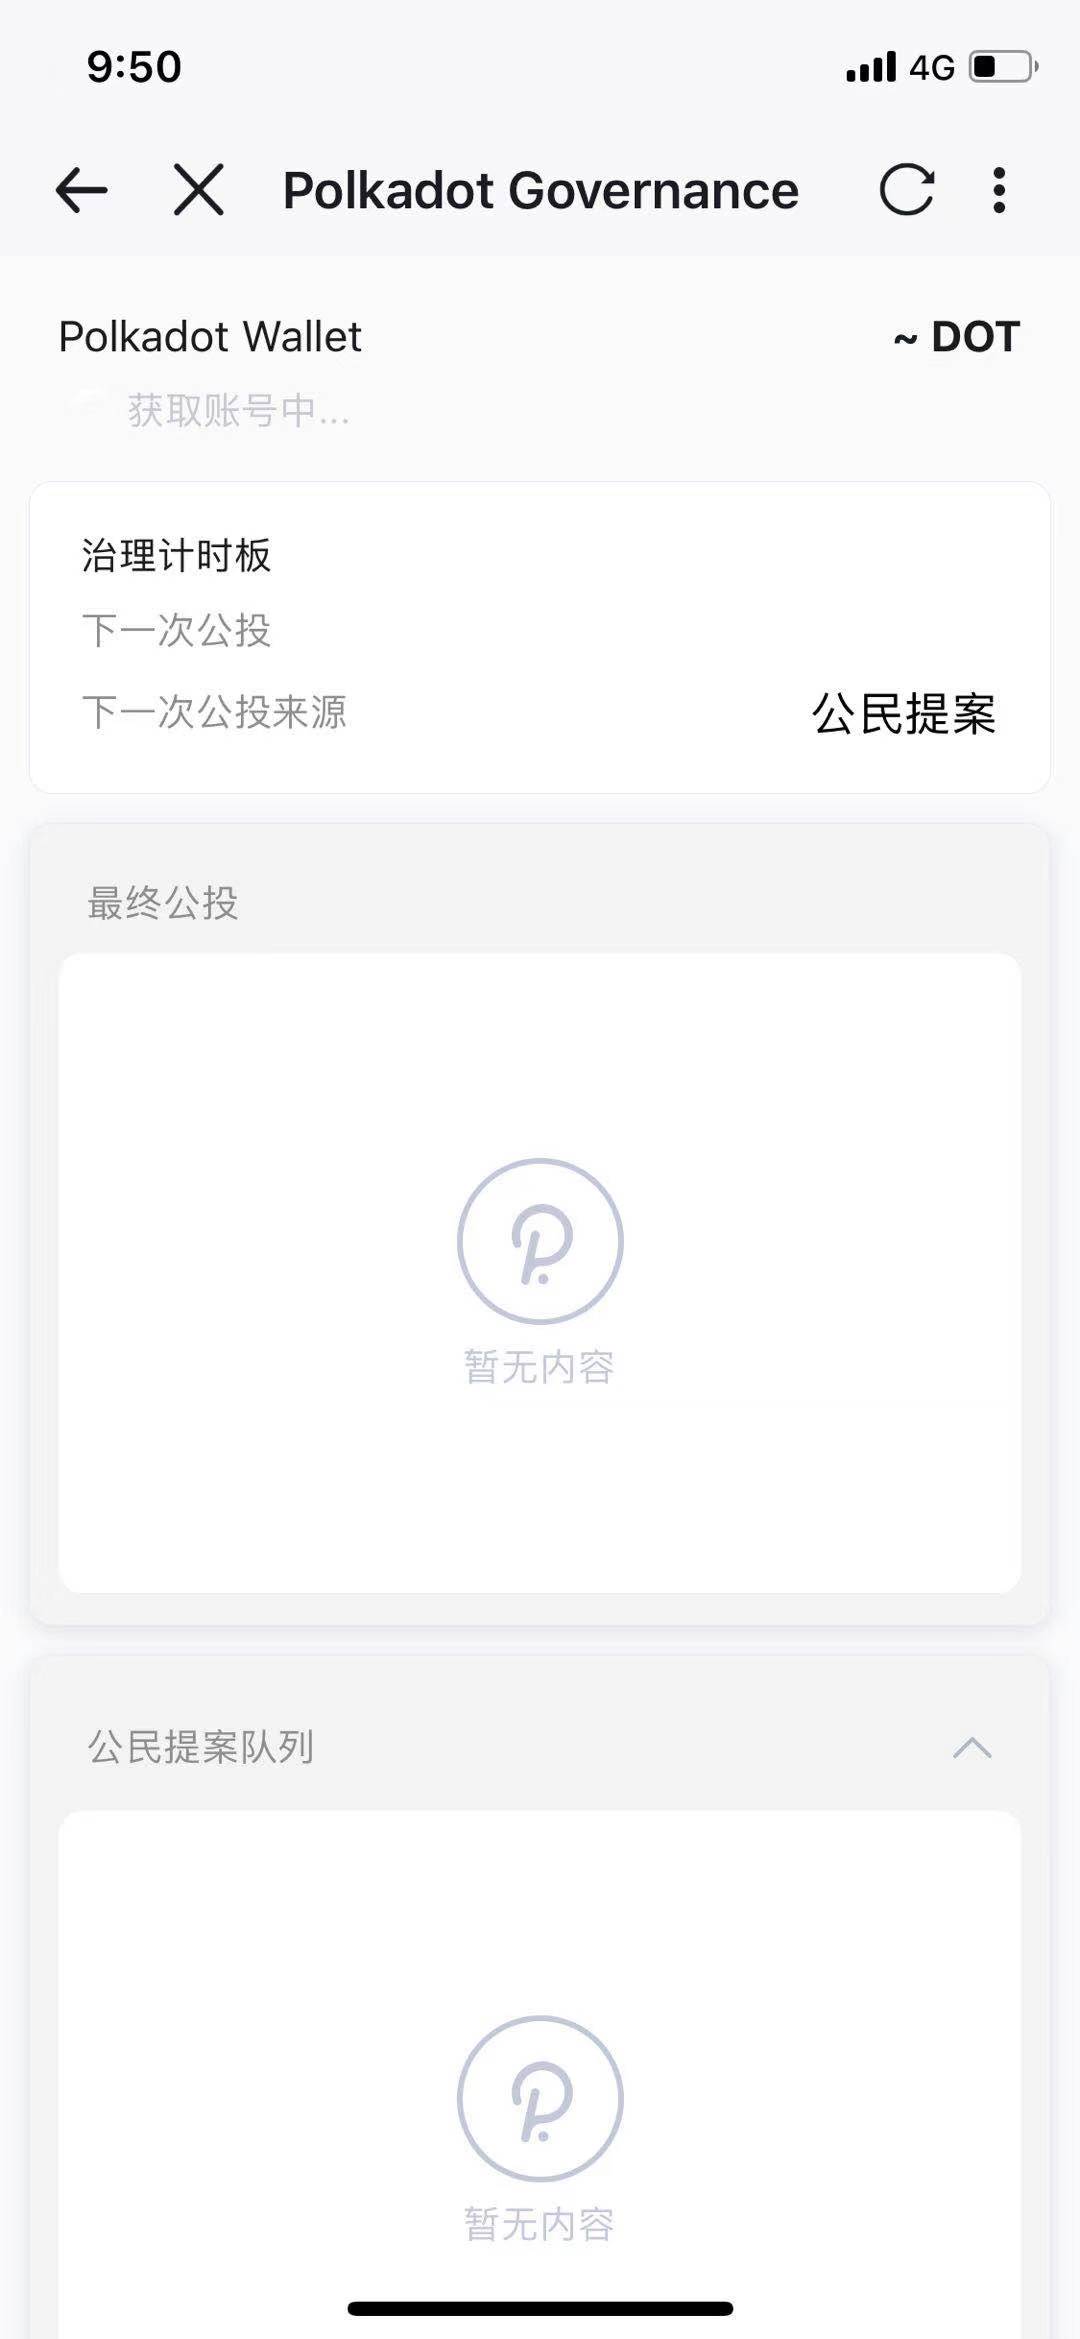 9:50
4G
Polkadot Governance
Polkadot Wallet
~ DOT
获取账号中...
治理计时板
下一次公投
下一次公投来源
公民提案
最终公投
暂无内容
公民提案队列
暂无内容